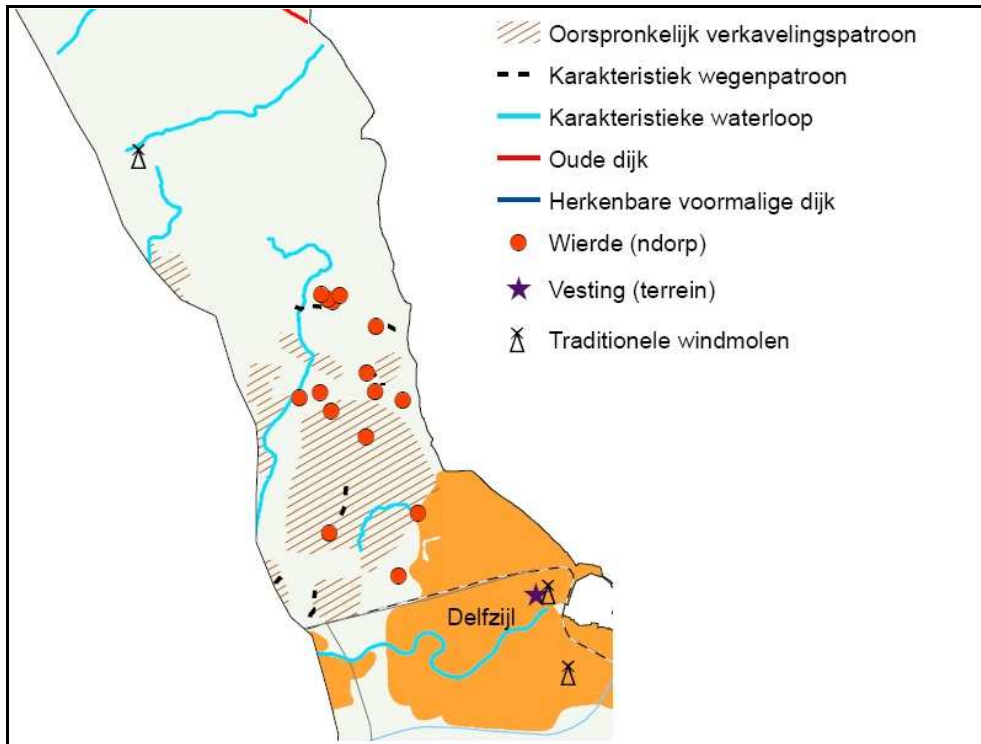 Oorspronkelijk verkavelingspatroon
Karakteristiek wegenpatroon
Karakteristieke waterloop
Oude dijk
Herkenbare voormalige dijk
Wierde (ndorp)
Vesting (terrein)
Traditionele windmolen
Delfzijl